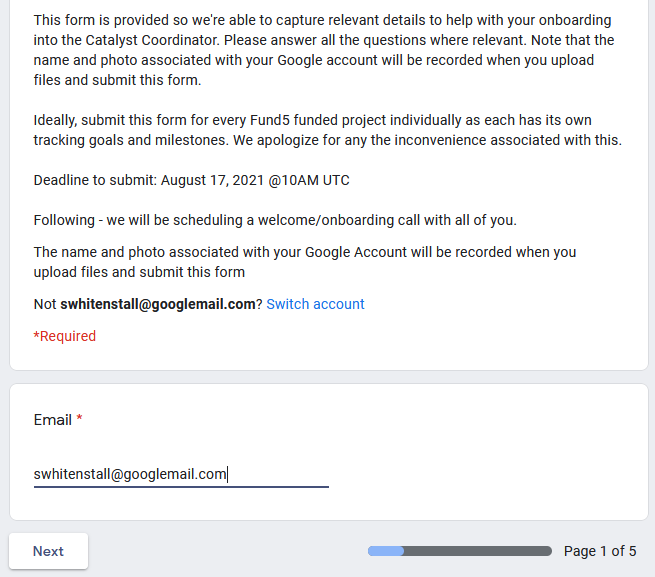 This form is provided so we're able to capture relevant details to help with your onboarding
into the Catalyst Coordinator. Please answer all the questions where relevant. Note that the
name and photo associated with your Google account will be recorded when you upload
files and submit this form.
Ideally, submit this form for every Fund5 funded project individually as each has its own
tracking goals and milestones. We apologize for any the inconvenience associated with this.
Deadline to submit: August 17, 2021 @10AM UTC
Following - we will be scheduling a welcome/onboarding call with all of you.
The name and photo associated with your Google Account will be recorded when you
upload files and submit this form
Not swhitenstall@googlemail.com? Switch account
*Required
Email *
swhitenstall@googlemail.com
Next
Page 1 of 5